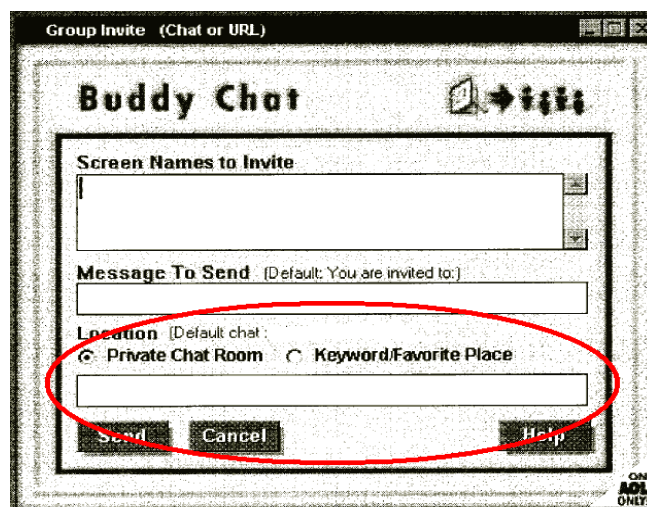 Group Invite (Chat or URL)
Buddy Chat
Screen Names to Invite
Message To Send (Default: You are invited to:)
Location (Default chat :
Private Chat Room Keyword/Favorite Place
Send Cancel Help
ON
AOL
ONLY!